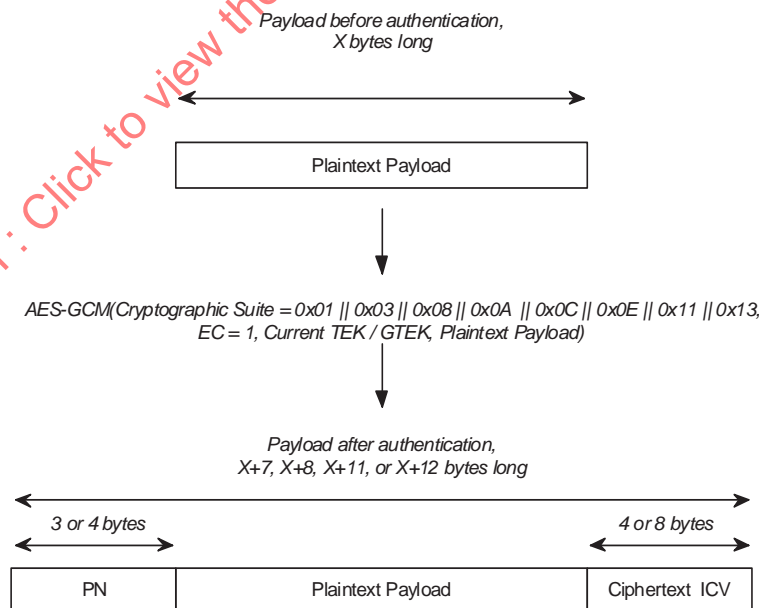 Payload before authentication,
X bytes long
Click to view the
Plaintext Payload
AES-GCM(Cryptographic Suite = 0x01 || 0x03 || 0x08 || 0x0A || 0x0C || 0x0E || 0x11 || 0x13,
EC = 1, Current TEK / GTEK, Plaintext Payload)
Payload after authentication,
X+7, X+8, X+11, or X+12 bytes long
3 or 4 bytes
4 or 8 bytes
PN
Plaintext Payload
Ciphertext ICV